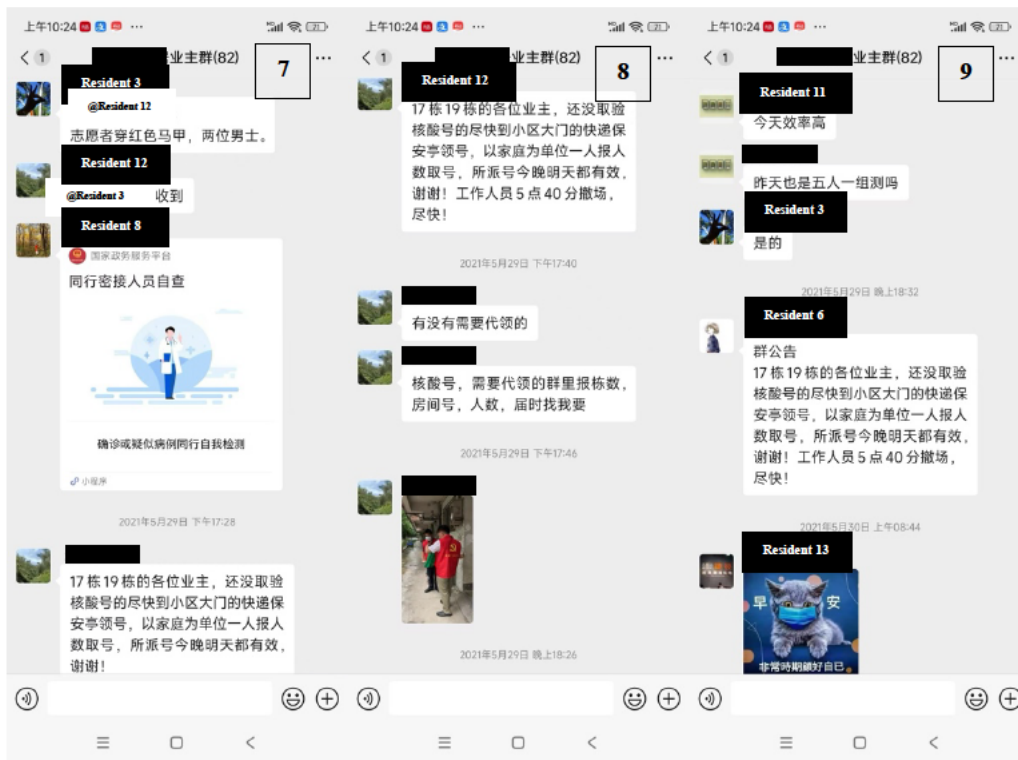 上午10:24
21
1
业主群(82)
7
Resident 3
@Resident 12
志愿者穿红色马甲，两位男士。
Resident 12
@Resident 3 收到
Resident 8
国家政务服务平台
同行密接人员自查
确诊或疑似病例同行自我检测
小程序
2021年5月29日 下午17:28
17栋19栋的各位业主，还没取验
核酸号的尽快到小区大门的快递保
安亭领号，以家庭为单位一人报人
数取号，所派号今晚明天都有效，
谢谢！
上午10:24
21
1
业主群(82)
8
Resident 12
17栋19栋的各位业主，还没取验
核酸号的尽快到小区大门的快递保
安亭领号，以家庭为单位一人报人
数取号，所派号今晚明天都有效，
谢谢！工作人员5点40分撤场，
尽快！
2021年5月29日 下午17:40
有没有需要代领的
核酸号，需要代领的群里报栋数，
房间号，人数，届时找我要
2021年5月29日 下午17:46
2021年5月29日 晚上18:26
上午10:24
21
1
业主群(82)
9
Resident 11
今天效率高
昨天也是五人一组测吗
Resident 3
是的
2021年5月29日 晚上18:32
Resident 6
群公告
17栋19栋的各位业主，还没取验
核酸号的尽快到小区大门的快递保
安亭领号，以家庭为单位一人报人
数取号，所派号今晚明天都有效，
谢谢！工作人员5点40分撤场，
尽快！
2021年5月30日 上午08:44
Resident 13
早 安
非常時期顧好自己